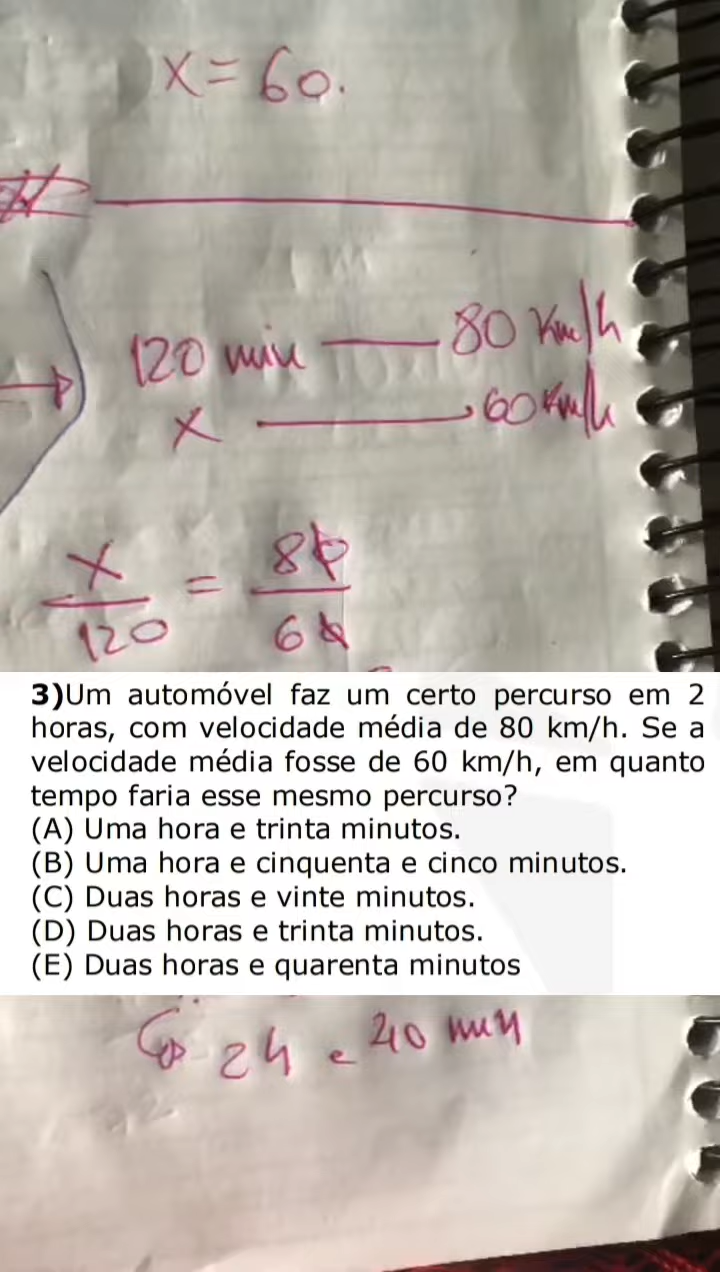 x = 60.
120 min — 80 Km/h
x — 60 Km/h
x/120 = 80/60
3)Um automóvel faz um certo percurso em 2
horas, com velocidade média de 80 km/h. Se a
velocidade média fosse de 60 km/h, em quanto
tempo faria esse mesmo percurso?
(A) Uma hora e trinta minutos.
(B) Uma hora e cinquenta e cinco minutos.
(C) Duas horas e vinte minutos.
(D) Duas horas e trinta minutos.
(E) Duas horas e quarenta minutos
2h e 40 min